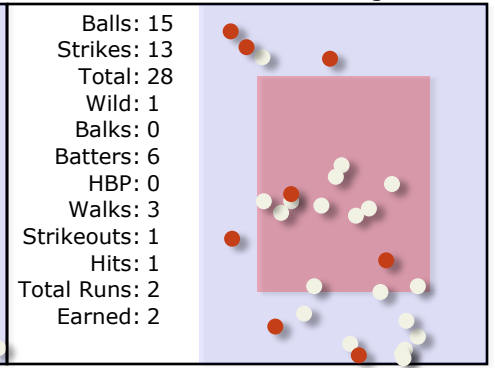 Balls: 15
Strikes: 13
Total: 28
Wild: 1
Balks: 0
Batters: 6
HBP: 0
Walks: 3
Strikeouts: 1
Hits: 1
Total Runs: 2
Earned: 2